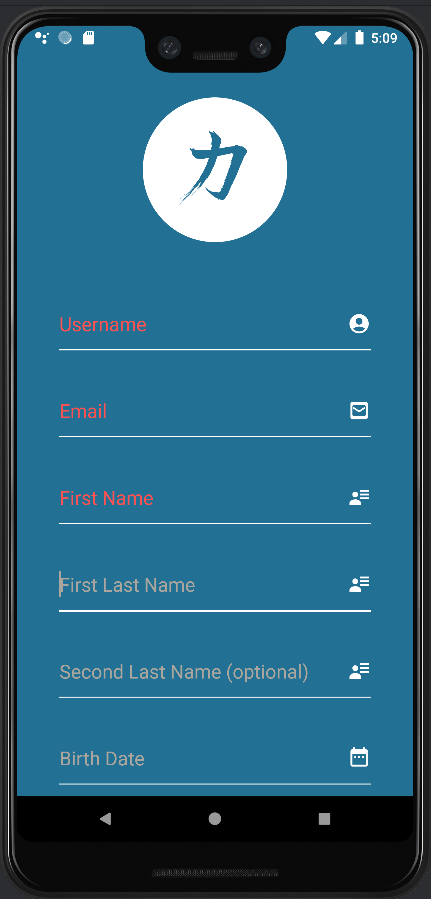 5:09
力
Username
Email
First Name
First Last Name
Second Last Name (optional)
Birth Date